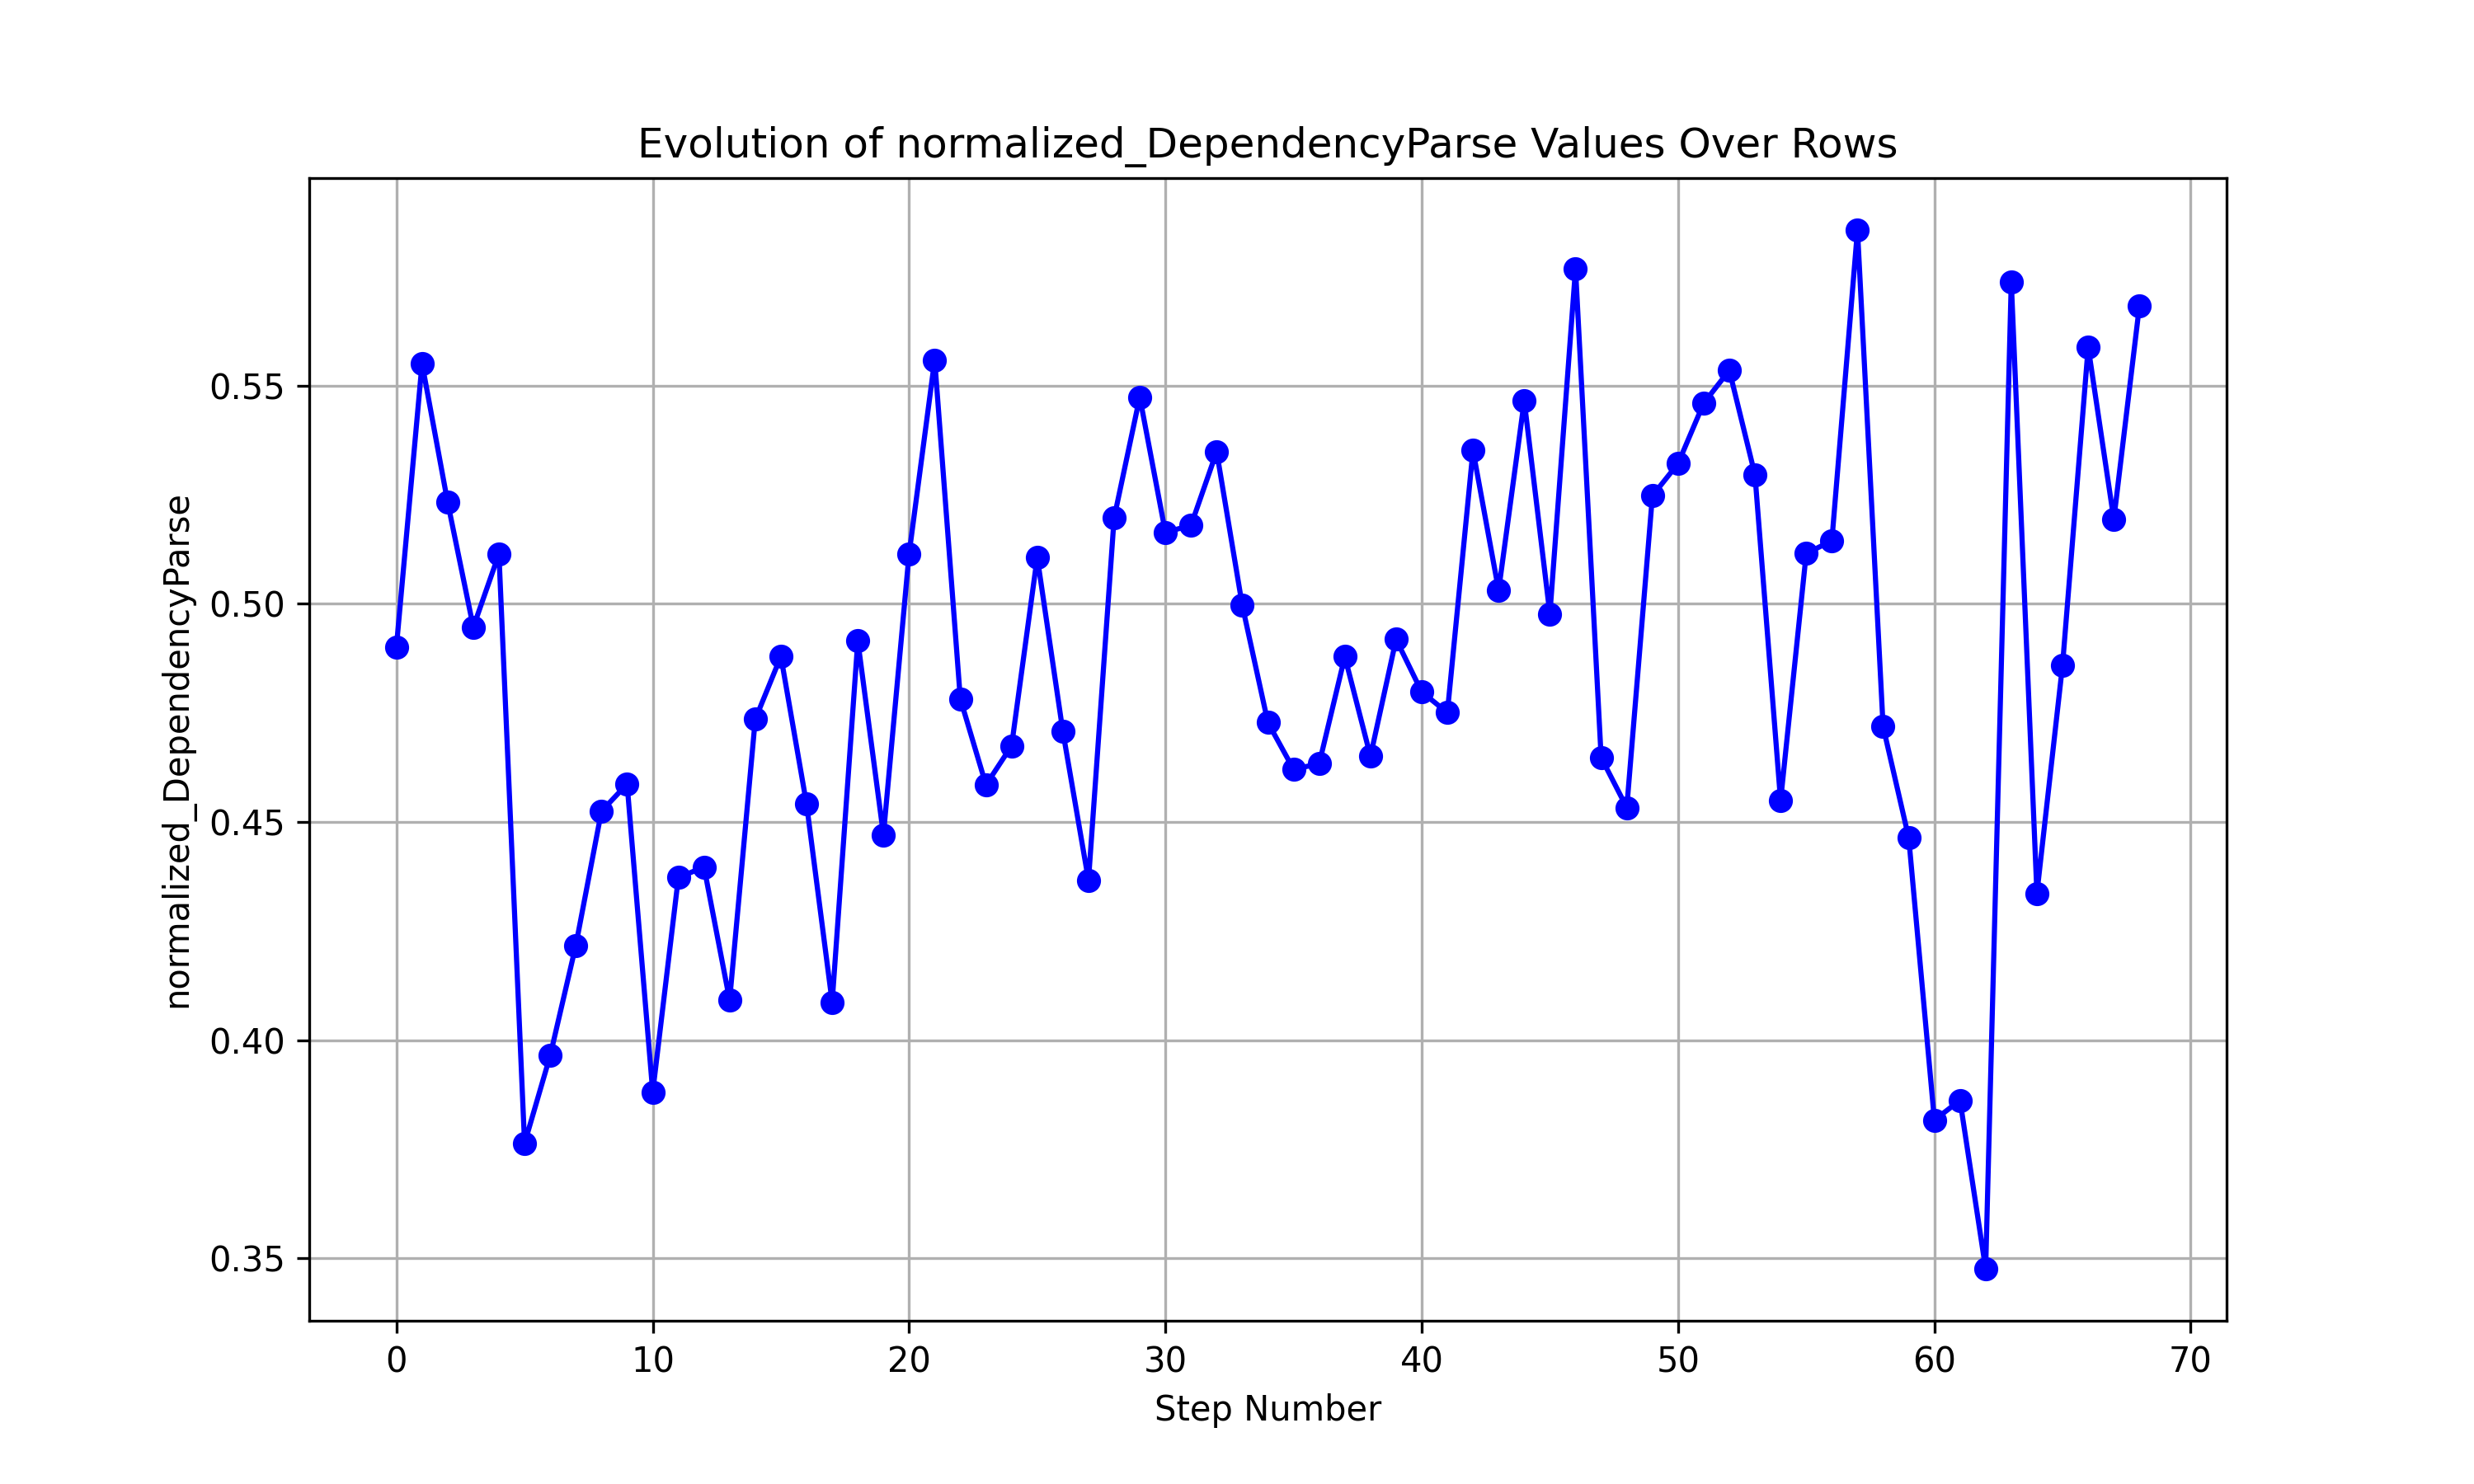 Evolution of normalized_DependencyParse Values Over Rows
normalized_DependencyParse
0.55
0.50
0.45
0.40
0.35
0 10 20 30 40 50 60 70
Step Number